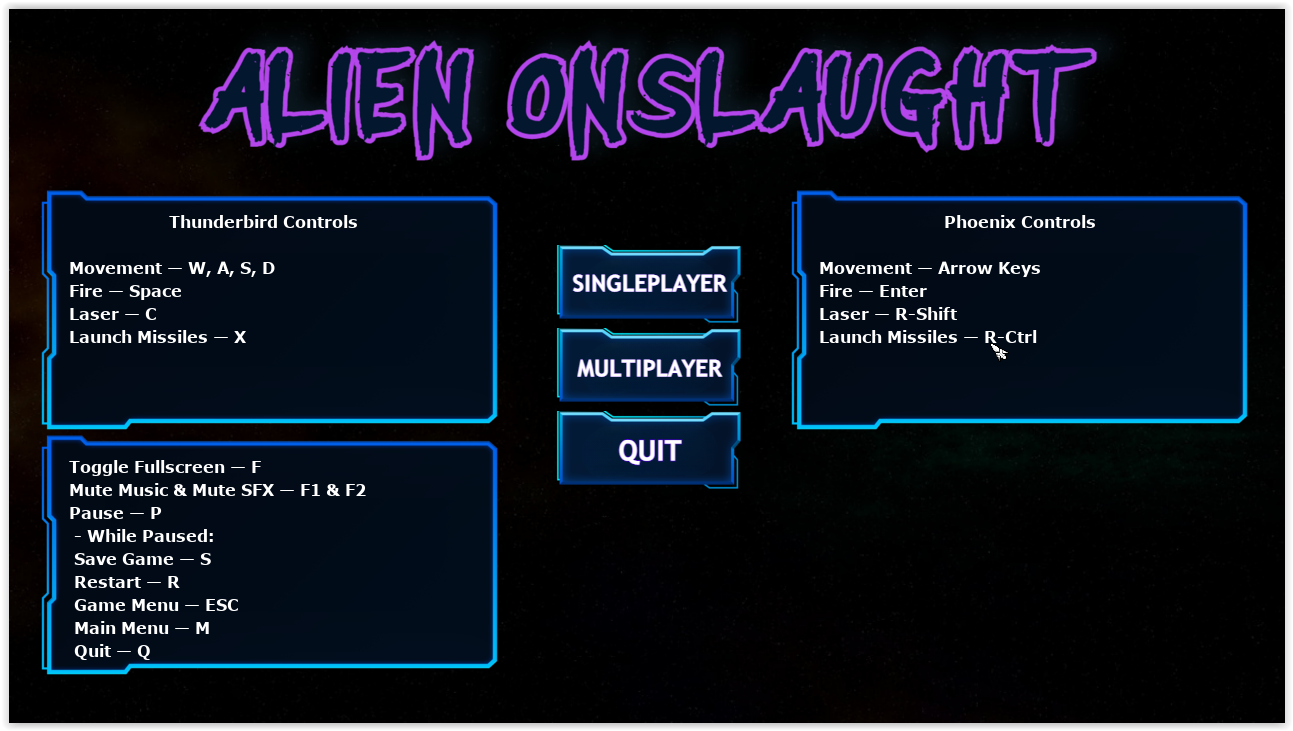 ALIEN ONSLAUGHT
Thunderbird Controls
Movement — W, A, S, D
Fire — Space
Laser — C
Launch Missiles — X
Toggle Fullscreen — F
Mute Music & Mute SFX — F1 & F2
Pause — P
- While Paused:
Save Game — S
Restart — R
Game Menu — ESC
Main Menu — M
Quit — Q
SINGLEPLAYER
MULTIPLAYER
QUIT
Phoenix Controls
Movement — Arrow Keys
Fire — Enter
Laser — R-Shift
Launch Missiles — R-Ctrl